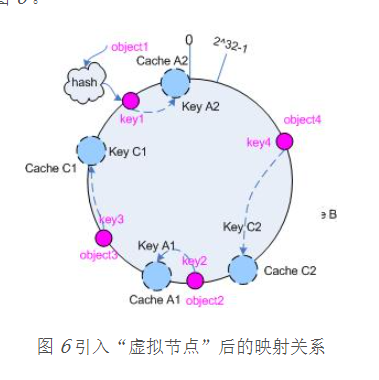 图 6。
object1
0
2^32-1
Cache A2
hash
key1
Key A2
object4
key4
Key C1
Cache C1
e B
key3
Key C2
Key A1
key2
object3
Cache C2
Cache A1
object2
图 6 引入“虚拟节点”后的映射关系